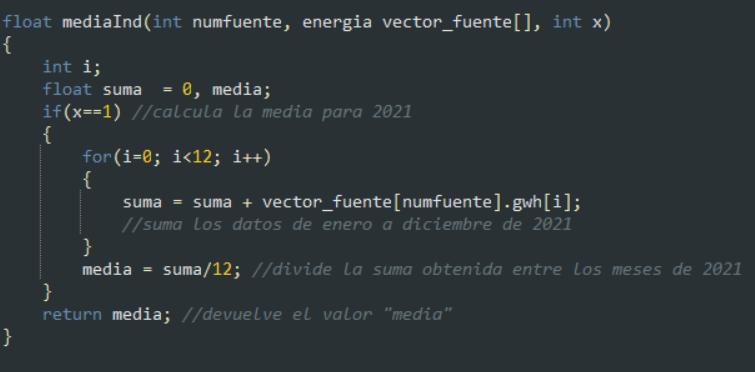 float mediaInd(int numfuente, energia vector_fuente[], int x)
{
    int i;
    float suma  = 0, media;
    if(x==1) //calcula la media para 2021
    {
        for(i=0; i<12; i++)
        {
            suma = suma + vector_fuente[numfuente].gwh[i];
            //suma los datos de enero a diciembre de 2021
        }
        media = suma/12; //divide la suma obtenida entre los meses de 2021
    }
    return media; //devuelve el valor "media"
}